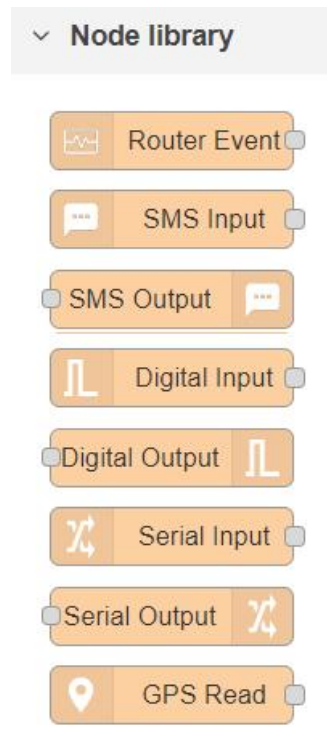 Node library
Router Event
SMS Input
SMS Output
Digital Input
Digital Output
Serial Input
Serial Output
GPS Read